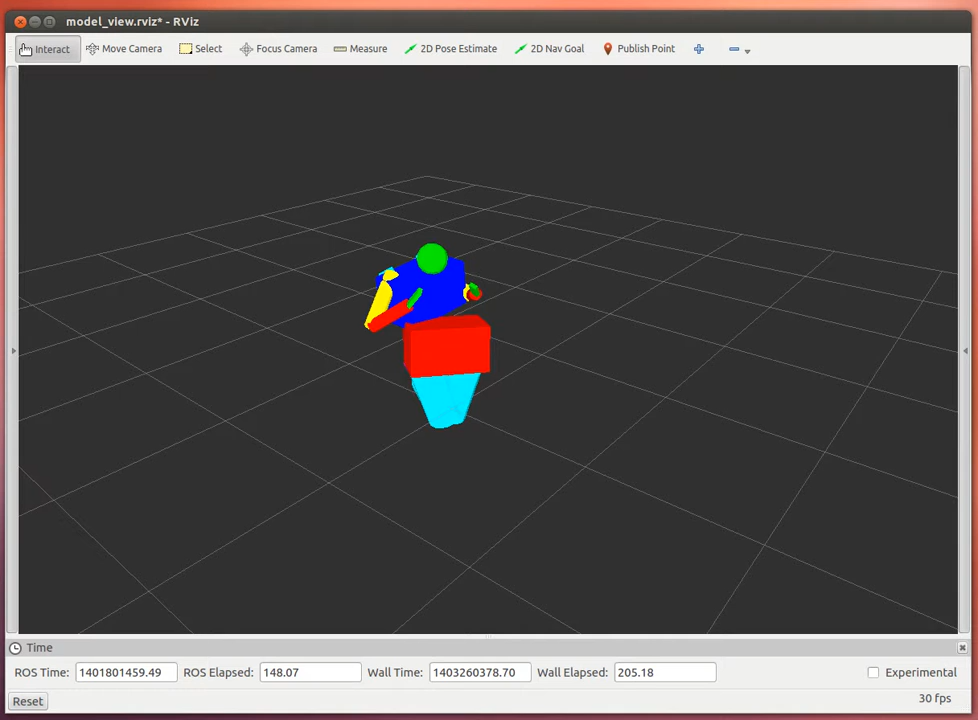 model_view.rviz* - RViz
Interact Move Camera Select Focus Camera Measure 2D Pose Estimate 2D Nav Goal Publish Point
Time
ROS Time: 1401801459.49 ROS Elapsed: 148.07 Wall Time: 1403260378.70 Wall Elapsed: 205.18 Experimental
Reset 30 fps